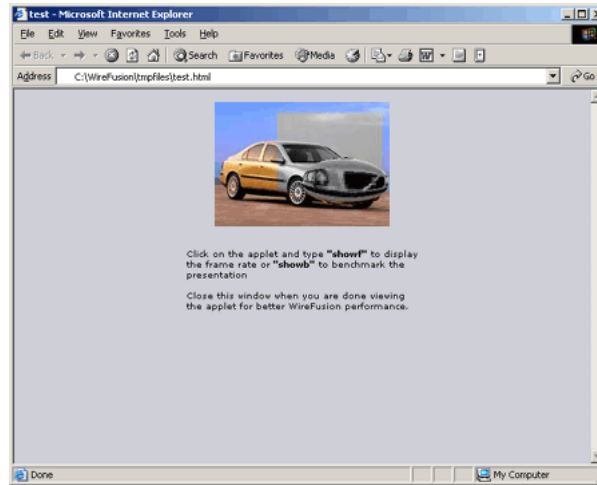 test - Microsoft Internet Explorer
File Edit View Favorites Tools Help
Back Search Favorites Media
Address C:\WireFusion\tmpfiles\test.html Go
Click on the applet and type "showf" to display
the frame rate or "showb" to benchmark the
presentation
Close this window when you are done viewing
the applet for better WireFusion performance.
Done My Computer